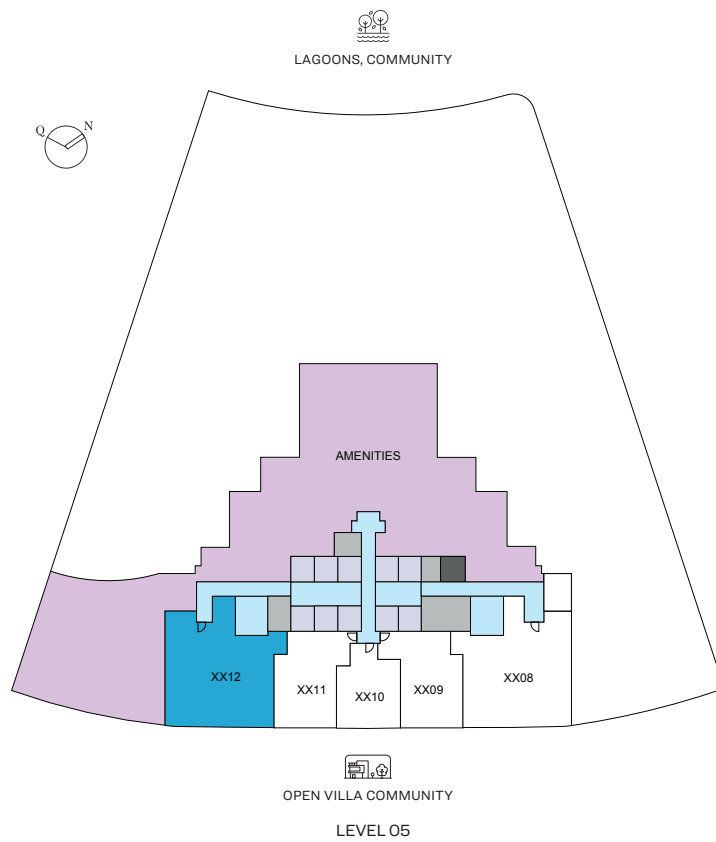 LAGOONS, COMMUNITY
Q N
AMENITIES
XX12
XX11
XX10
XX09
XX08
OPEN VILLA COMMUNITY
LEVEL 05